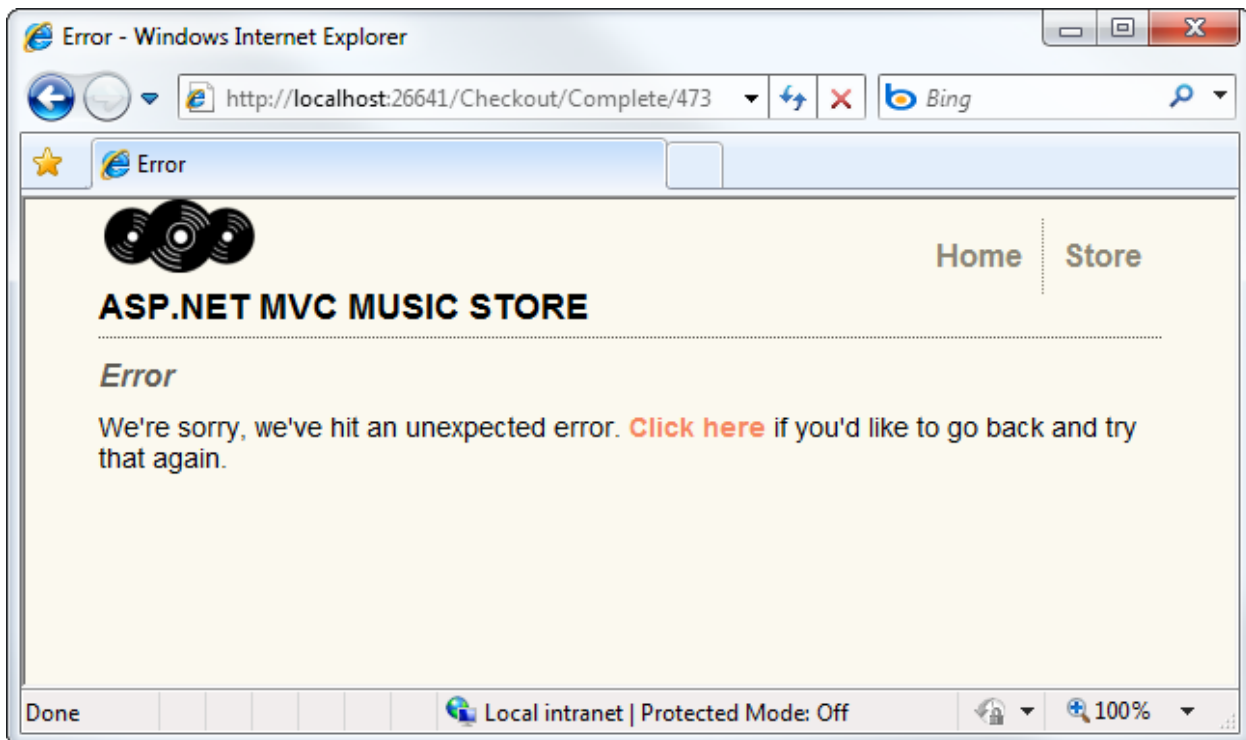 Error - Windows Internet Explorer
http://localhost:26641/Checkout/Complete/473
Bing
Error
Home
Store
ASP.NET MVC MUSIC STORE
Error
We're sorry, we've hit an unexpected error. Click here if you'd like to go back and try
that again.
Done
Local intranet | Protected Mode: Off
100%